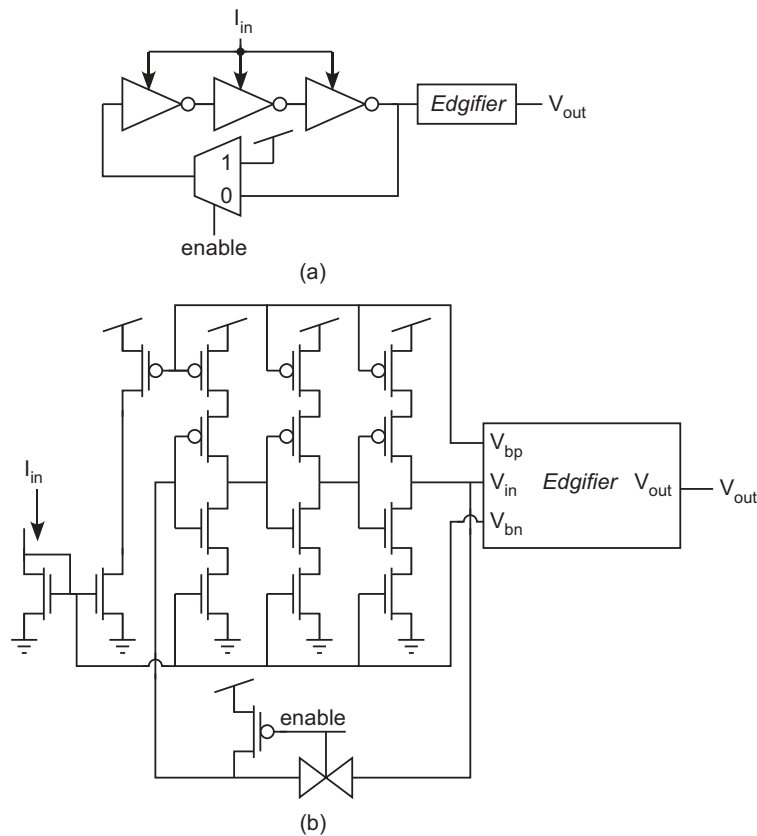 I_in
Edgifier
V_out
1
0
enable
(a)
V_bp
I_in
V_in Edgifier V_out
V_out
V_bn
enable
(b)